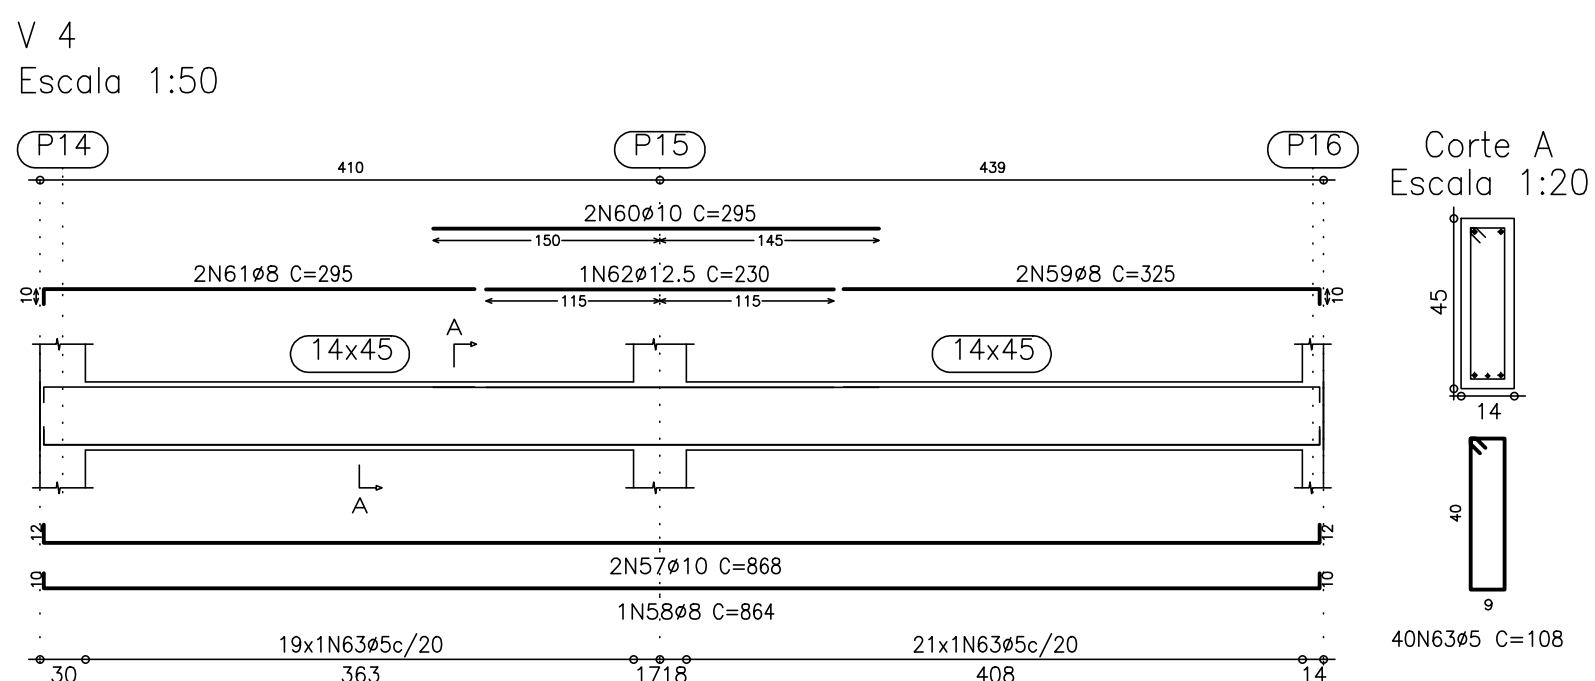 V 4
Escala 1:50
P14 P15 P16
410 439
2N60ø10 C=295
150 145
2N61ø8 C=295 1N62ø12.5 C=230 2N59ø8 C=325
10 115 115 10
A
14x45 14x45
A
12 12
2N57ø10 C=868
10 10
1N58ø8 C=864
19x1N63ø5c/20 21x1N63ø5c/20
30 363 1718 408 14
Corte A
Escala 1:20
45
14
40
9
40N63ø5 C=108